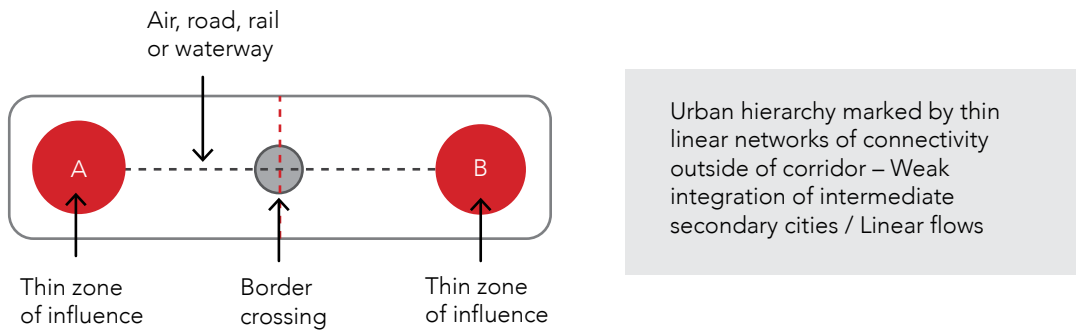 Air, road, rail
or waterway
A
B
Thin zone
of influence
Border
crossing
Thin zone
of influence
Urban hierarchy marked by thin
linear networks of connectivity
outside of corridor – Weak
integration of intermediate
secondary cities / Linear flows